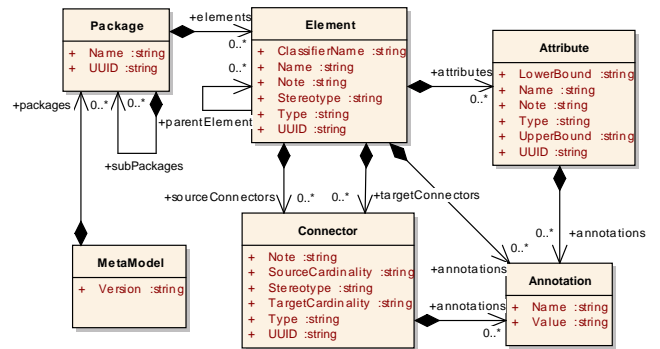 Package
+ Name :string
+ UUID :string
+elements
0..*
Element
+ ClassifierName :string
+ Name :string
+ Note :string
+ Stereotype :string
+ Type :string
+ UUID :string
0..*
+parentElement
+attributes
0..*
Attribute
+ LowerBound :string
+ Name :string
+ Note :string
+ Type :string
+ UpperBound :string
+ UUID :string
+packages
0..*
0..*
+subPackages
+sourceConnectors
0..*
+targetConnectors
0..*
MetaModel
+ Version :string
Connector
+ Note :string
+ SourceCardinality :string
+ Stereotype :string
+ TargetCardinality :string
+ Type :string
+ UUID :string
0..*
+annotations
0..*
+annotations
+annotations
0..*
Annotation
+ Name :string
+ Value :string